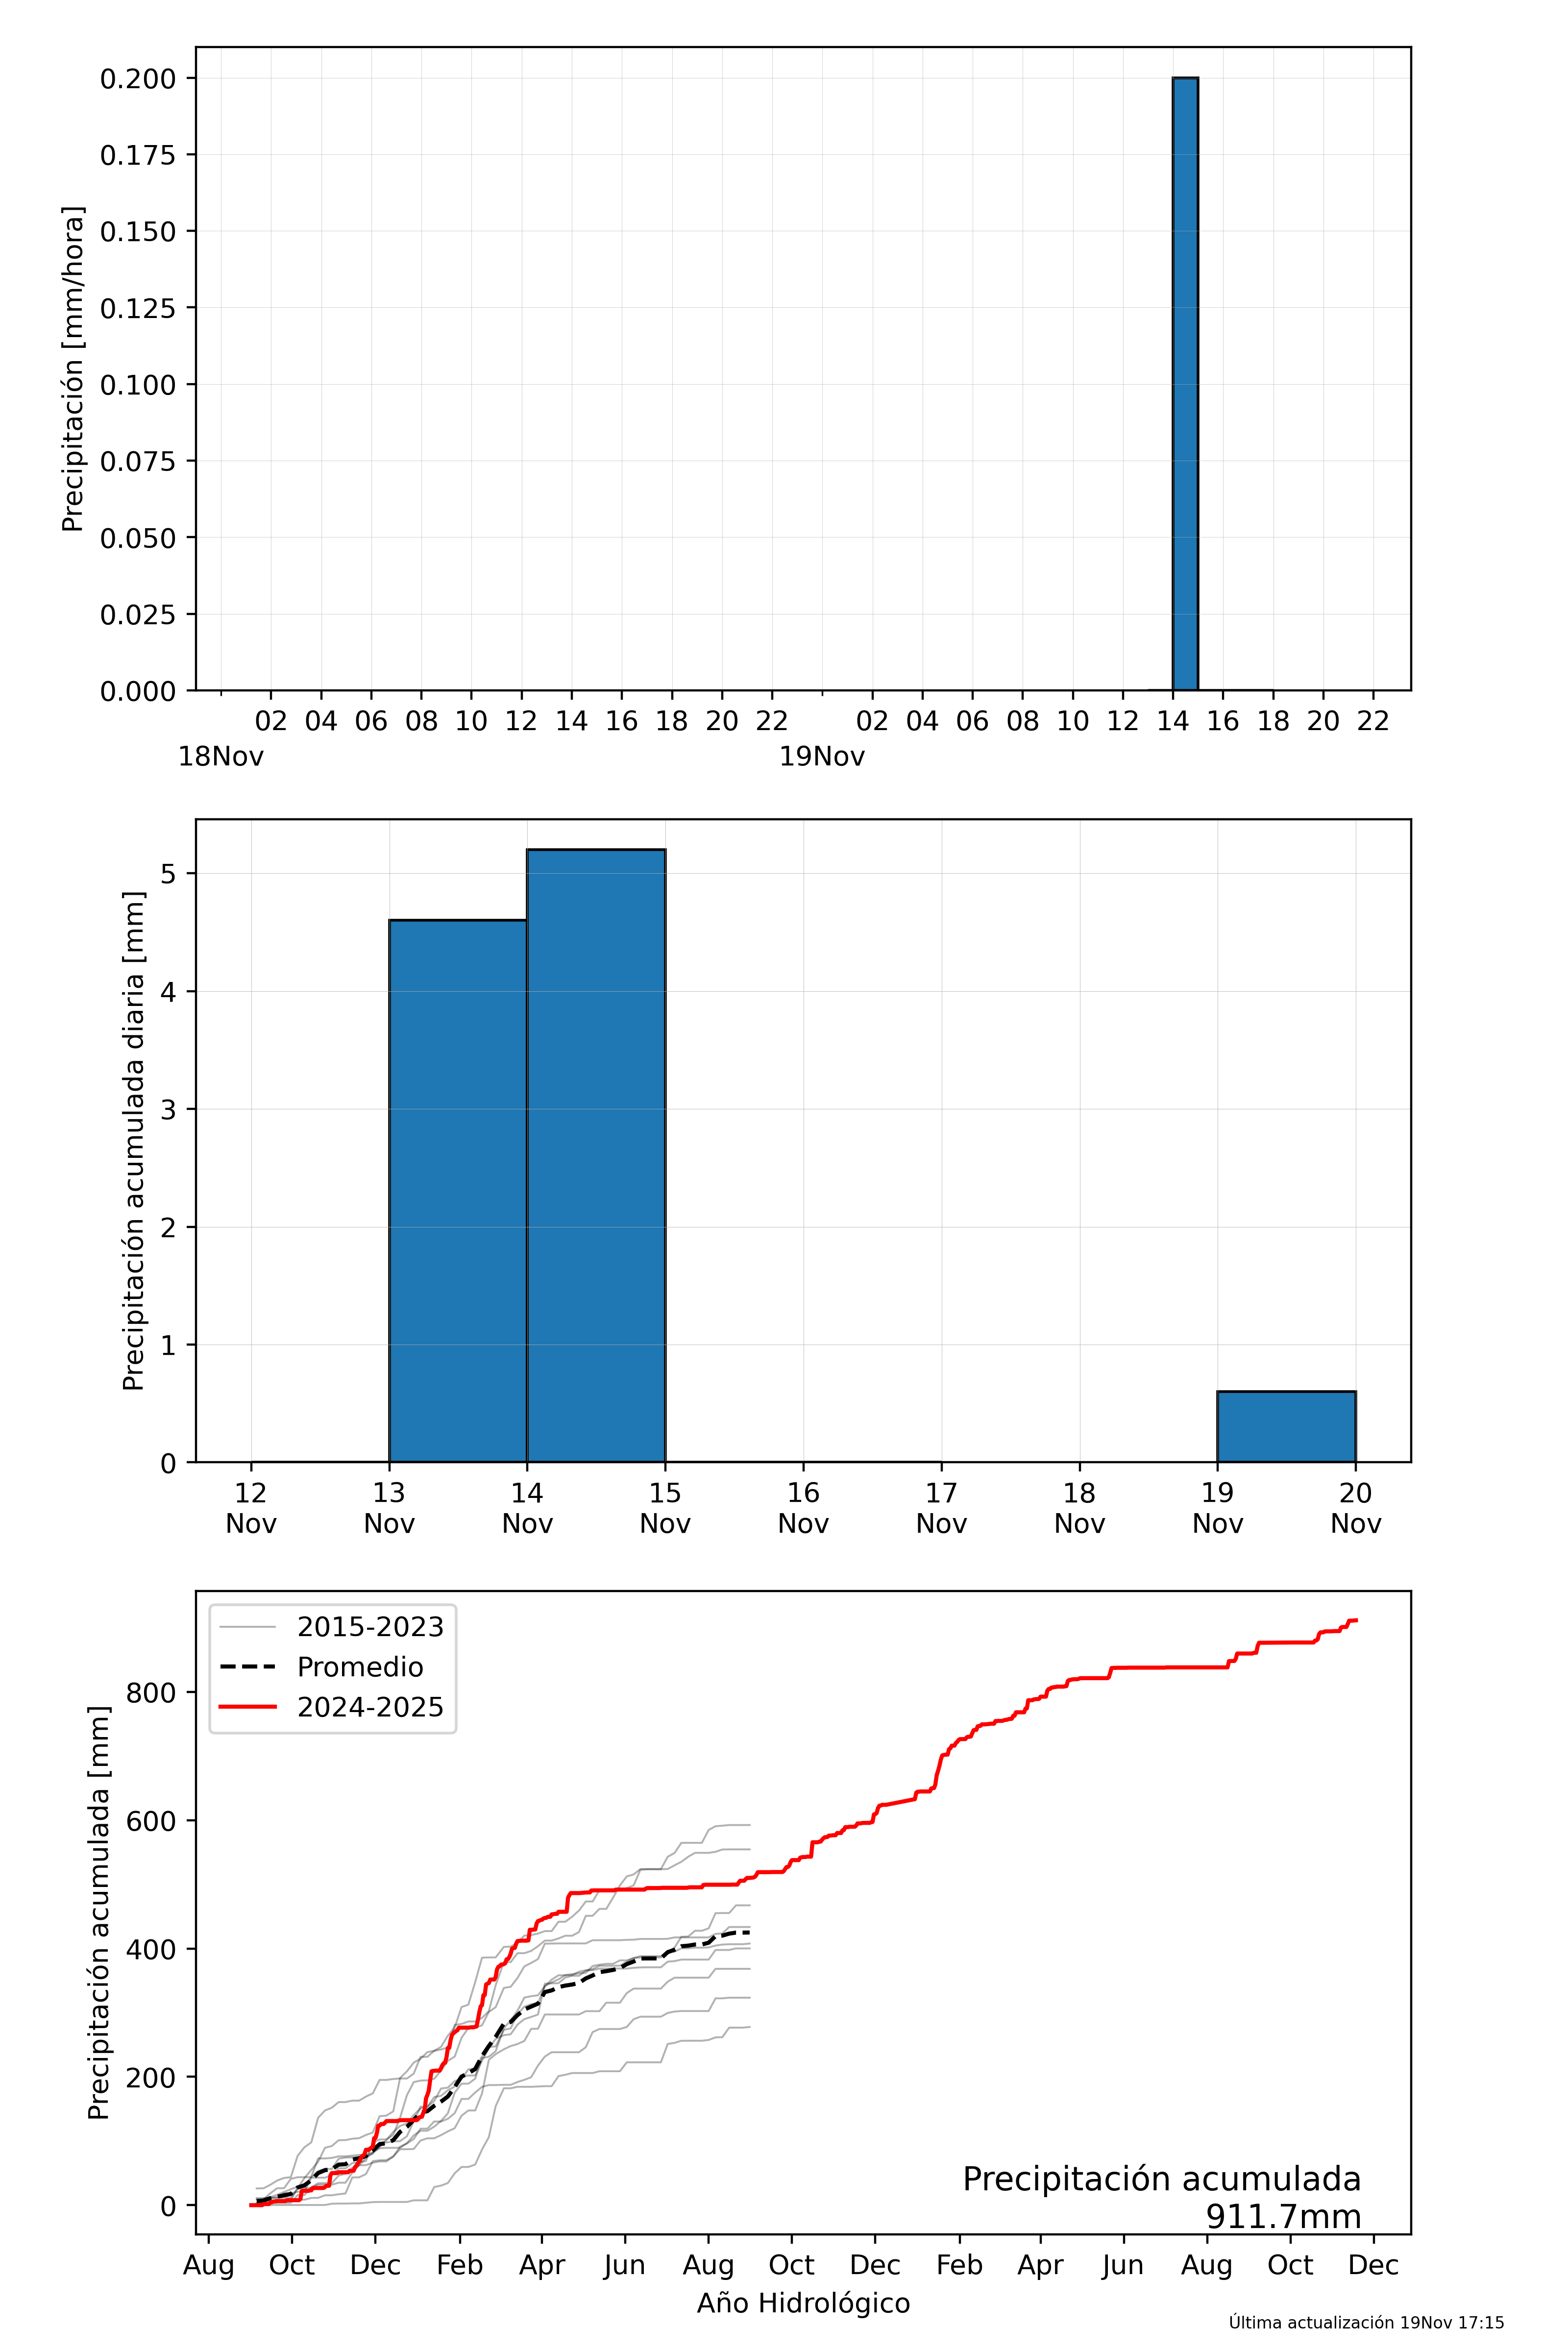 Precipitación [mm/hora]
0.200
0.175
0.150
0.125
0.100
0.075
0.050
0.025
0.000
02 04 06 08 10 12 14 16 18 20 22 02 04 06 08 10 12 14 16 18 20 22
18Nov 19Nov
Precipitación acumulada diaria [mm]
5
4
3
2
1
0
12 13 14 15 16 17 18 19 20
Nov Nov Nov Nov Nov Nov Nov Nov Nov
Precipitación acumulada [mm]
2015-2023
Promedio
2024-2025
800
600
400
200
0
Precipitación acumulada
911.7mm
Aug Oct Dec Feb Apr Jun Aug Oct Dec Feb Apr Jun Aug Oct Dec
Año Hidrológico
Última actualización 19Nov 17:15